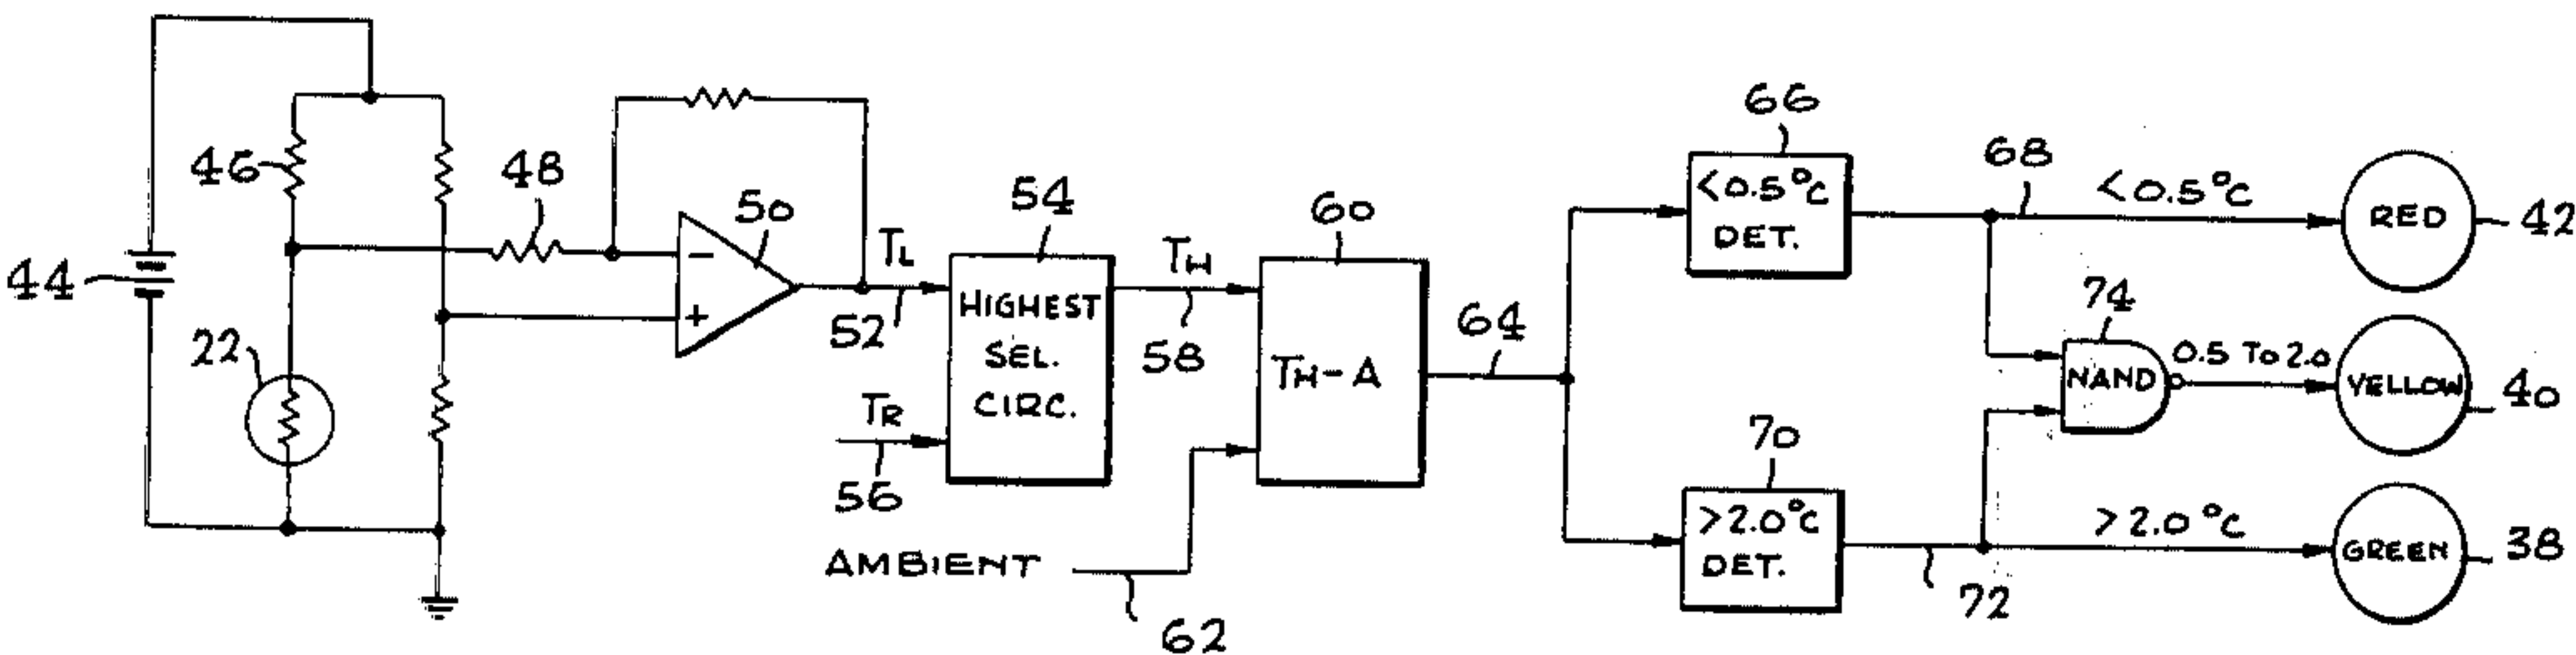 44
46
22
48
50
TL
52
54
HIGHEST
SEL.
CIRC.
TR
56
AMBIENT
62
TH
58
60
TH-A
64
66
<0.5°C
DET.
68
<0.5°C
RED
42
74
NAND
0.5 TO 2.0
YELLOW
40
70
>2.0°C
DET.
72
>2.0°C
GREEN
38